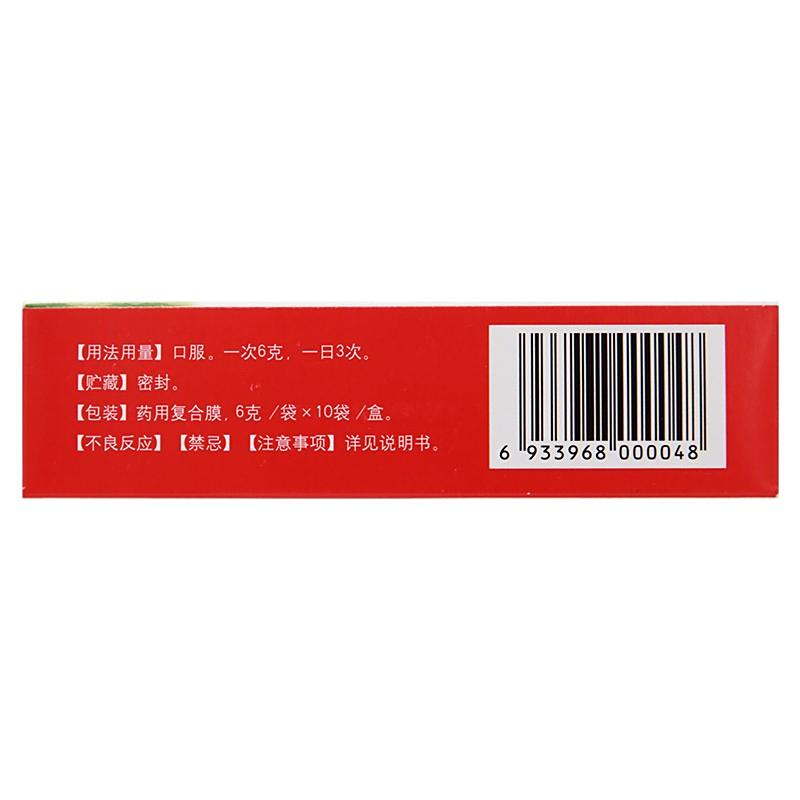 【用法用量】口服。一次6克，一日3次。
【贮藏】密封。
【包装】药用复合膜，6克／袋×10袋／盒。
【不良反应】【禁忌】【注意事项】详见说明书。
6 933968 000048